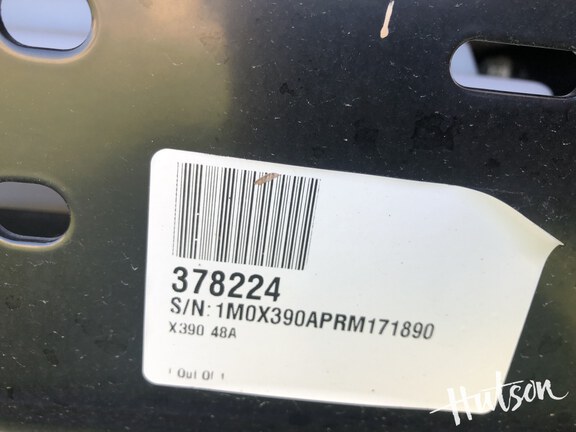 378224
S/N: 1M0X390APRM171890
X390 48A
1 Out Of 1
Hutson